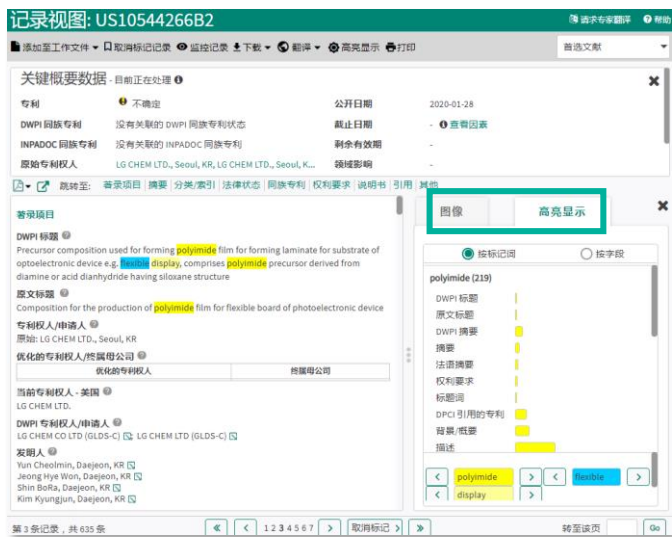 记录视图: US10544266B2 请求专家翻译 帮助
添加至工作文件 取消标记记录 监控记录 下载 翻译 高亮显示 打印 首选文献
关键概要数据 - 目前正在处理
专利 不确定 公开日期 2020-01-28
DWPI 同族专利 没有关联的 DWPI 同族专利状态 截止日期 - 查看因素
INPADOC 同族专利 没有关联的 INPADOC 同族专利 剩余有效期 -
原始专利权人 LG CHEM LTD., Seoul, KR, LG CHEM LTD., Seoul, K... 领域影响 -
跳转至: 著录项目 摘要 分类/索引 法律状态 同族专利 权利要求 说明书 引用 其他
著录项目
DWPI 标题
Precursor composition used for forming polyimide film for forming laminate for substrate of
optoelectronic device e.g. flexible display, comprises polyimide precursor derived from
diamine or acid dianhydride having siloxane structure
原文标题
Composition for the production of polyimide film for flexible board of photoelectronic device
专利权人/申请人
原始: LG CHEM LTD., Seoul, KR
优化的专利权人/终属母公司
优化的专利权人 终属母公司
当前专利权人 - 美国
LG CHEM LTD.
DWPI 专利权人/申请人
LG CHEM CO LTD (GLDS-C) ; LG CHEM LTD (GLDS-C)
发明人
Yun Cheolmin, Daejeon, KR
Jeong Hye Won, Daejeon, KR
Shin BoRa, Daejeon, KR
Kim Kyungjun, Daejeon, KR
图像 高亮显示
按标记词 按字段
polyimide (219)
DWPI 标题
原文标题
DWPI 摘要
摘要
法语摘要
权利要求
标题词
DPCI 引用的专利
背景/概要
描述
< polyimide > < flexible >
< display >
第 3 条记录，共 635 条 « < 1 2 3 4 5 6 7 > 取消标记 > » 转至该页 Go